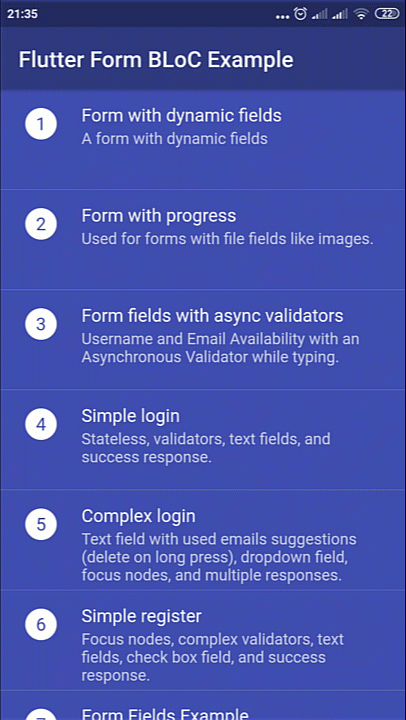 21:35
22
Flutter Form BLoC Example
1
Form with dynamic fields
A form with dynamic fields
2
Form with progress
Used for forms with file fields like images.
3
Form fields with async validators
Username and Email Availability with an
Asynchronous Validator while typing.
4
Simple login
Stateless, validators, text fields, and
success response.
5
Complex login
Text field with used emails suggestions
(delete on long press), dropdown field,
focus nodes, and multiple responses.
6
Simple register
Focus nodes, complex validators, text
fields, check box field, and success
response.
7
Form Fields Example